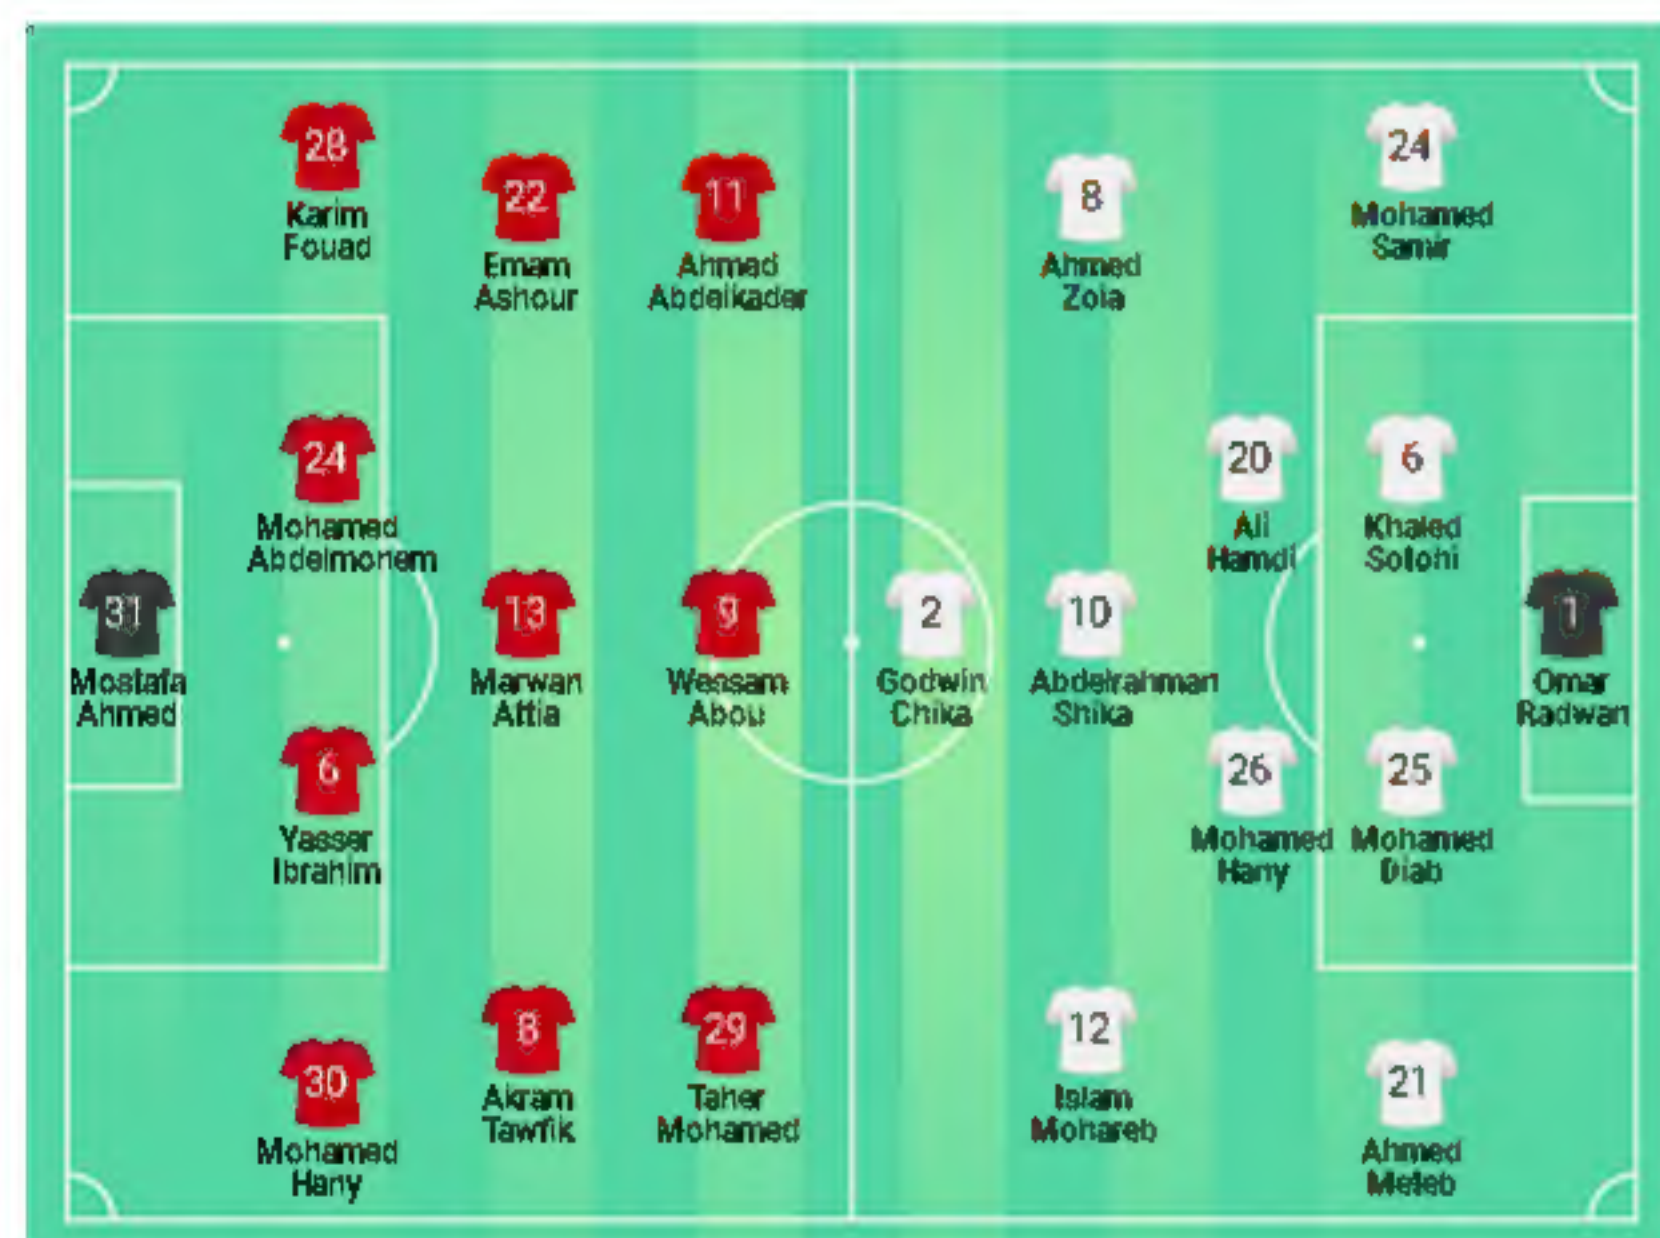 28
Karim
Fouad
22
Emam
Ashour
11
Ahmed
Abdelkader
8
Ahmed
Zola
24
Mohamed
Samir
24
Mohamed
Abdelmonem
20
Ali
Hamdi
6
Khaled
Sotohi
31
Mostafa
Ahmed
13
Marwan
Attia
9
Wessam
Abou
2
Godwin
Chika
10
Abdelrahman
Shika
1
Omar
Radwan
6
Yasser
Ibrahim
26
Mohamed
Hany
25
Mohamed
Diab
30
Mohamed
Hany
8
Akram
Tawfik
29
Taher
Mohamed
12
Islam
Mohareb
21
Ahmed
Meteb